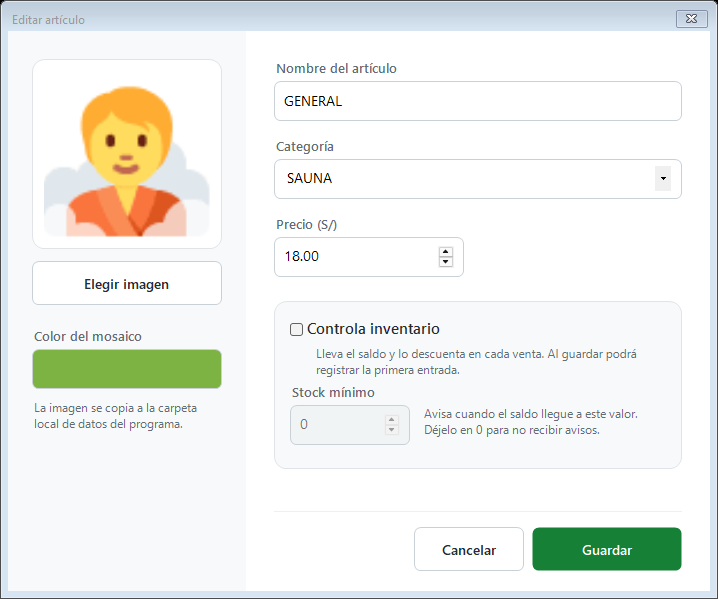 Editar artículo
Nombre del artículo
GENERAL
Categoría
SAUNA
Precio (S/)
18.00
Elegir imagen
Color del mosaico
La imagen se copia a la carpeta
local de datos del programa.
Controla inventario
Lleva el saldo y lo descuenta en cada venta. Al guardar podrá
registrar la primera entrada.
Stock mínimo
0
Avisa cuando el saldo llegue a este valor.
Déjelo en 0 para no recibir avisos.
Cancelar
Guardar